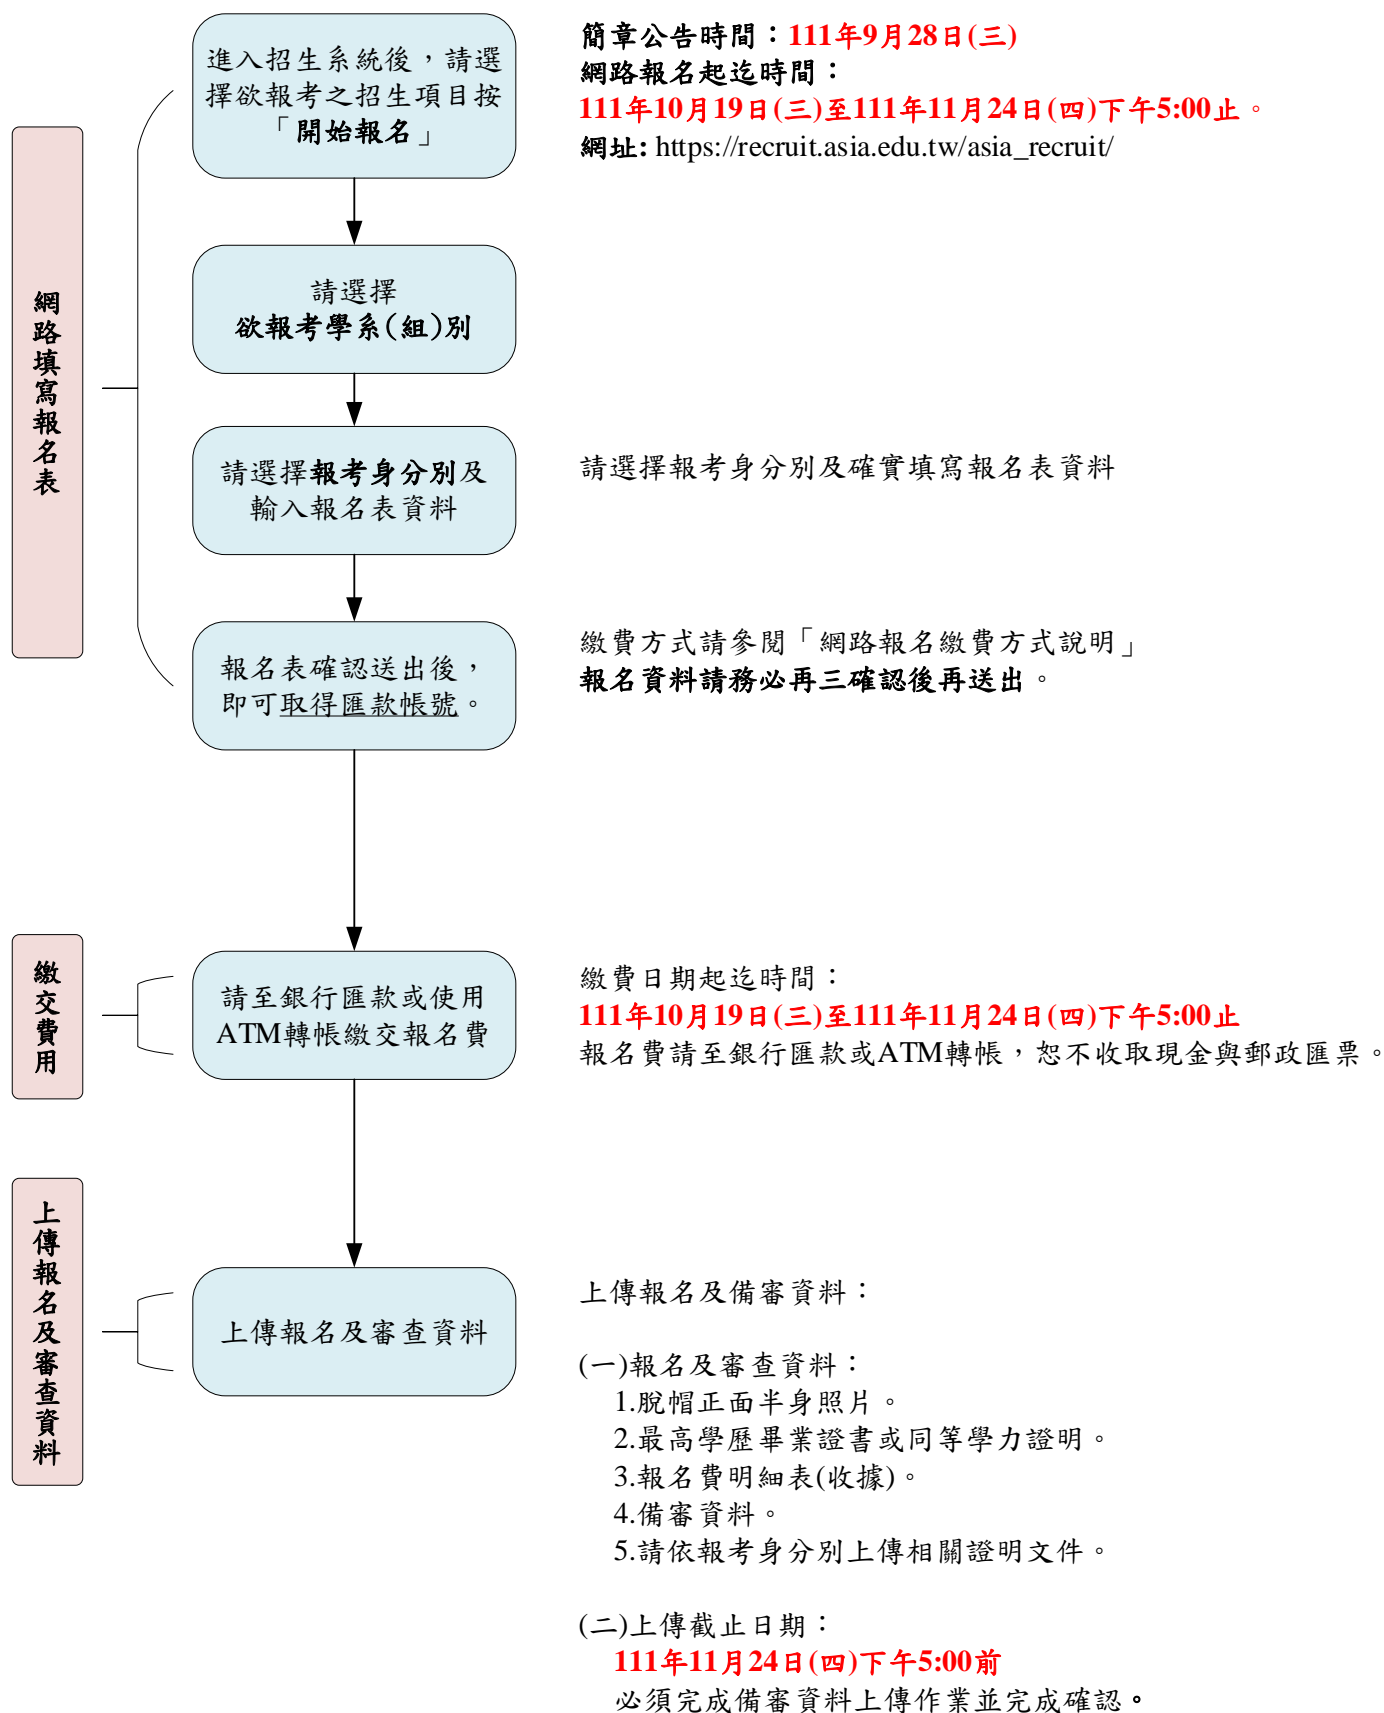 網路填寫報名表
進入招生系統後，請選
擇欲報考之招生項目按
「開始報名」
簡章公告時間：111年9月28日(三)
網路報名起迄時間：
111年10月19日(三)至111年11月24日(四)下午5:00止。
網址: https://recruit.asia.edu.tw/asia_recruit/
請選擇
欲報考學系(組)別
請選擇報考身分別及
輸入報名表資料
請選擇報考身分別及確實填寫報名表資料
報名表確認送出後，
即可取得匯款帳號。
繳費方式請參閱「網路報名繳費方式說明」
報名資料請務必再三確認後再送出。
繳交費用
請至銀行匯款或使用
ATM轉帳繳交報名費
繳費日期起迄時間：
111年10月19日(三)至111年11月24日(四)下午5:00止
報名費請至銀行匯款或ATM轉帳，恕不收取現金與郵政匯票。
上傳報名及審查資料
上傳報名及審查資料
上傳報名及備審資料：
(一)報名及審查資料：
1.脫帽正面半身照片。
2.最高學歷畢業證書或同等學力證明。
3.報名費明細表(收據)。
4.備審資料。
5.請依報考身分別上傳相關證明文件。
(二)上傳截止日期：
111年11月24日(四)下午5:00前
必須完成備審資料上傳作業並完成確認。